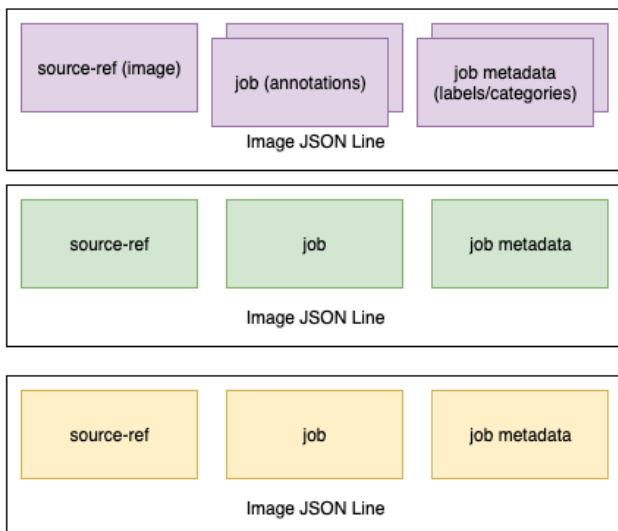 source-ref (image)
job (annotations)
job metadata
(labels/categories)
Image JSON Line
source-ref
job
job metadata
Image JSON Line
source-ref
job
job metadata
Image JSON Line